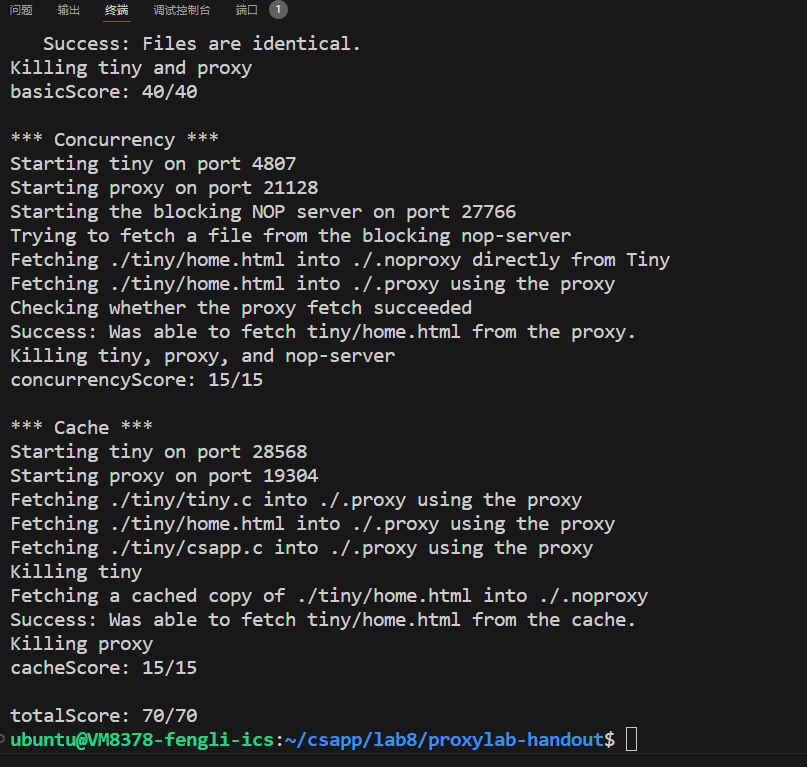 问题 输出 终端 调试控制台 端口 1
Success: Files are identical.
Killing tiny and proxy
basicScore: 40/40
*** Concurrency ***
Starting tiny on port 4807
Starting proxy on port 21128
Starting the blocking NOP server on port 27766
Trying to fetch a file from the blocking nop-server
Fetching ./tiny/home.html into ./.noproxy directly from Tiny
Fetching ./tiny/home.html into ./.proxy using the proxy
Checking whether the proxy fetch succeeded
Success: Was able to fetch tiny/home.html from the proxy.
Killing tiny, proxy, and nop-server
concurrencyScore: 15/15
*** Cache ***
Starting tiny on port 28568
Starting proxy on port 19304
Fetching ./tiny/tiny.c into ./.proxy using the proxy
Fetching ./tiny/home.html into ./.proxy using the proxy
Fetching ./tiny/csapp.c into ./.proxy using the proxy
Killing tiny
Fetching a cached copy of ./tiny/home.html into ./.noproxy
Success: Was able to fetch tiny/home.html from the cache.
Killing proxy
cacheScore: 15/15
totalScore: 70/70
ubuntu@VM8378-fengli-ics:~/csapp/lab8/proxylab-handout$